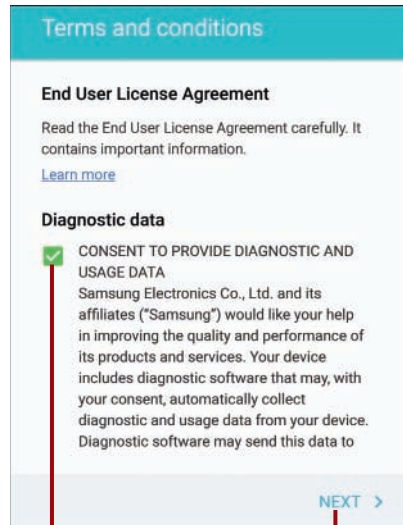 Terms and conditions
End User License Agreement
Read the End User License Agreement carefully. It
contains important information.
Learn more
Diagnostic data
CONSENT TO PROVIDE DIAGNOSTIC AND
USAGE DATA
Samsung Electronics Co., Ltd. and its
affiliates ("Samsung") would like your help
in improving the quality and performance of
its products and services. Your device
includes diagnostic software that may, with
your consent, automatically collect
diagnostic and usage data from your device.
Diagnostic software may send this data to
NEXT >